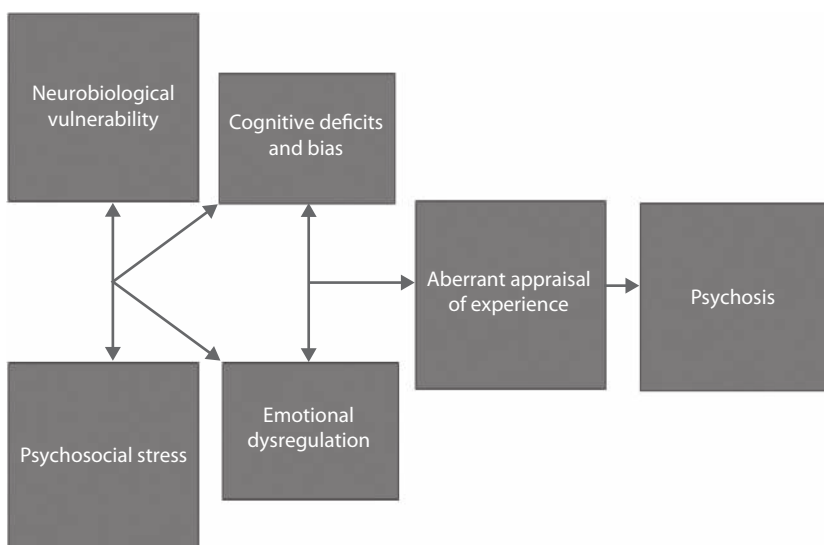 Neurobiological
vulnerability
Cognitive deficits
and bias
Aberrant appraisal
of experience
Psychosis
Psychosocial stress
Emotional
dysregulation